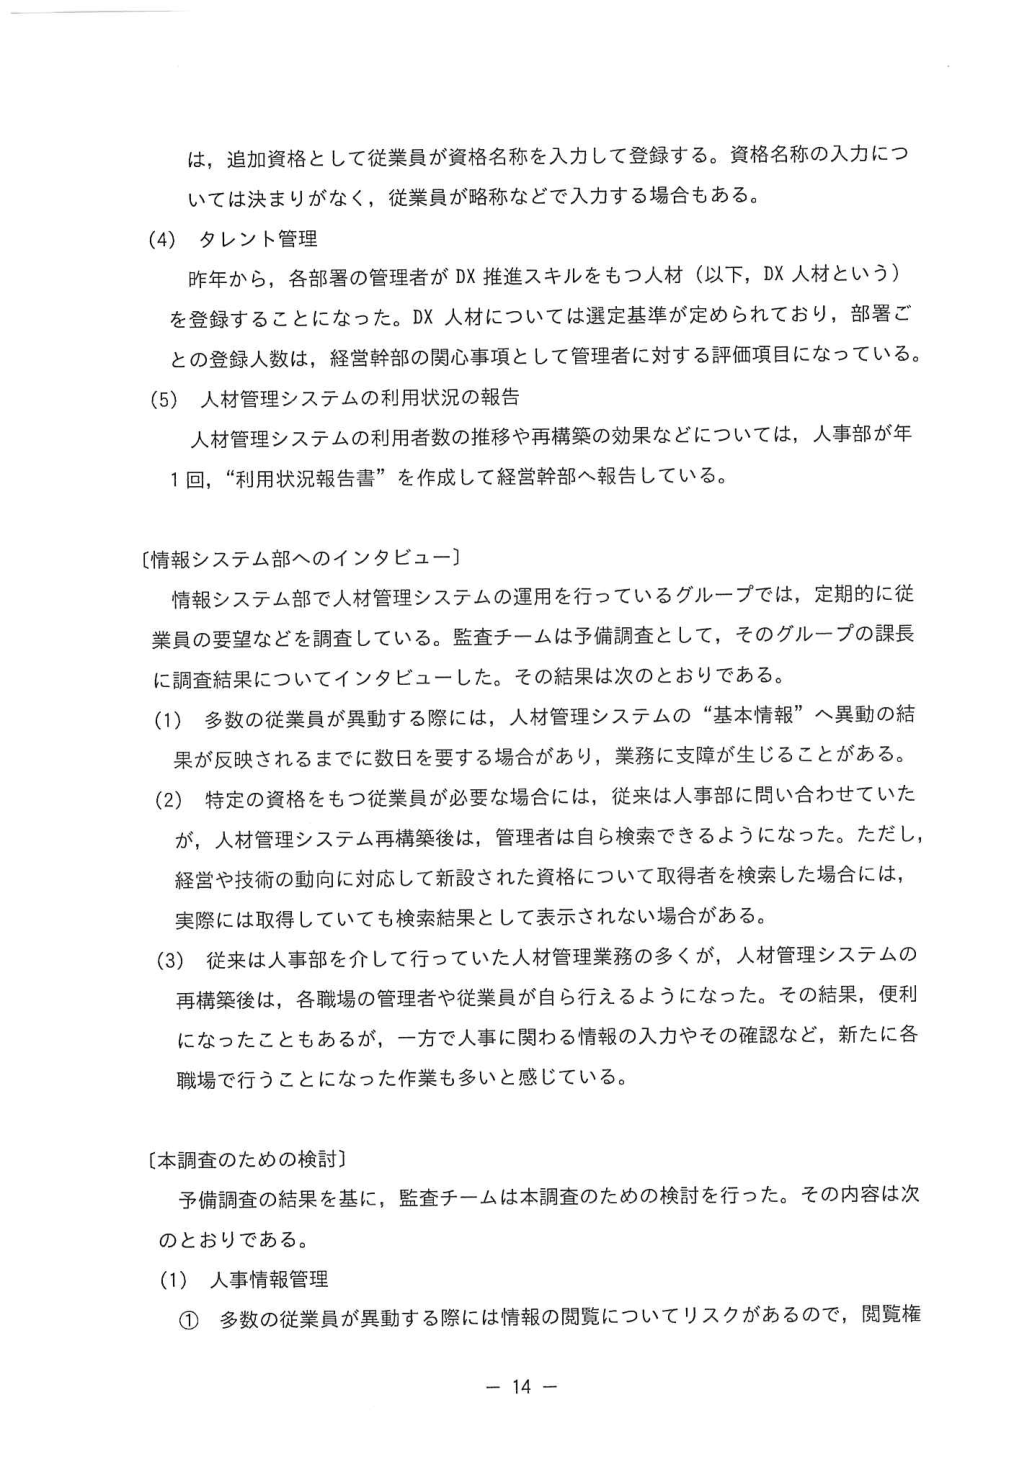 は，追加資格として従業員が資格名称を入力して登録する。資格名称の入力につ
いては決まりがなく，従業員が略称などで入力する場合もある。
(4) タレント管理
昨年から，各部署の管理者が DX 推進スキルをもつ人材（以下，DX 人材という）
を登録することになった。DX 人材については選定基準が定められており，部署ご
との登録人数は，経営幹部の関心事項として管理者に対する評価項目になっている。
(5) 人材管理システムの利用状況の報告
人材管理システムの利用者数の推移や再構築の効果などについては，人事部が年
1 回，“利用状況報告書”を作成して経営幹部へ報告している。
〔情報システム部へのインタビュー〕
情報システム部で人材管理システムの運用を行っているグループでは，定期的に従
業員の要望などを調査している。監査チームは予備調査として，そのグループの課長
に調査結果についてインタビューした。その結果は次のとおりである。
(1) 多数の従業員が異動する際には，人材管理システムの“基本情報”へ異動の結
果が反映されるまでに数日を要する場合があり，業務に支障が生じることがある。
(2) 特定の資格をもつ従業員が必要な場合には，従来は人事部に問い合わせていた
が，人材管理システム再構築後は，管理者は自ら検索できるようになった。ただし，
経営や技術の動向に対応して新設された資格について取得者を検索した場合には，
実際には取得していても検索結果として表示されない場合がある。
(3) 従来は人事部を介して行っていた人材管理業務の多くが，人材管理システムの
再構築後は，各職場の管理者や従業員が自ら行えるようになった。その結果，便利
になったこともあるが，一方で人事に関わる情報の入力やその確認など，新たに各
職場で行うことになった作業も多いと感じている。
〔本調査のための検討〕
予備調査の結果を基に，監査チームは本調査のための検討を行った。その内容は次
のとおりである。
(1) 人事情報管理
① 多数の従業員が異動する際には情報の閲覧についてリスクがあるので，閲覧権
－ 14 －